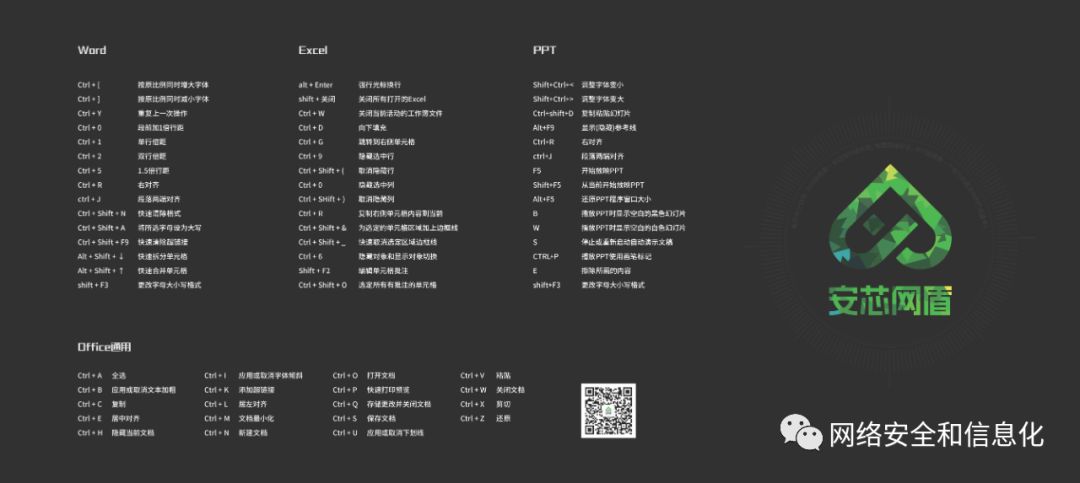 Word
Ctrl + [ 按原比例同时增大字体
Ctrl + ] 按原比例同时减小字体
Ctrl + Y 重复上一次操作
Ctrl + 0 段前加1倍行距
Ctrl + 1 单行倍距
Ctrl + 2 双行倍距
Ctrl + 5 1.5倍行距
Ctrl + R 右对齐
ctrl + J 段落两端对齐
Ctrl + Shift + N 快速清除格式
Ctrl + Shift + A 将所选字母设为大写
Ctrl + Shift + F9 快速清除超链接
Alt + Shift + ↓ 快速拆分单元格
Alt + Shift + ↑ 快速合并单元格
shift + F3 更改字母大小写格式
Excel
alt + Enter 强行光标换行
shift + 关闭 关闭所有打开的Excel
Ctrl + W 关闭当前活动的工作簿文件
Ctrl + D 向下填充
Ctrl + G 跳转到右侧单元格
Ctrl + 9 隐藏选中行
Ctrl + Shift + ( 取消隐藏行
Ctrl + 0 隐藏选中列
Ctrl + SHift + ) 取消隐藏列
Ctrl + R 复制右侧单元格内容到当前
Ctrl + Shift + & 为选定的单元格区域加上边框线
Ctrl + Shift + _ 快速取消选定区域边框线
Ctrl + 6 隐藏对象和显示对象切换
Shift + F2 编辑单元格批注
Ctrl + Shift + O 选定所有有批注的单元格
PPT
Shift+Ctrl+< 调整字体变小
Shift+Ctrl+> 调整字体变大
Ctrl+shift+D 复制粘贴幻灯片
Alt+F9 显示(隐藏)参考线
Ctrl+R 右对齐
ctrl+J 段落两端对齐
F5 开始放映PPT
Shift+F5 从当前开始放映PPT
Alt+F5 还原PPT程序窗口大小
B 播放PPT时显示空白的黑色幻灯片
W 播放PPT时显示空白的白色幻灯片
S 停止或重新启动自动演示文稿
CTRL+P 播放PPT使用画笔标记
E 擦除所画的内容
shift+F3 更改字母大小写格式
安芯网盾
Office通用
Ctrl + A 全选
Ctrl + B 应用或取消文本加粗
Ctrl + C 复制
Ctrl + E 居中对齐
Ctrl + H 隐藏当前文档
Ctrl + I 应用或取消字体倾斜
Ctrl + K 添加超链接
Ctrl + L 居左对齐
Ctrl + M 文档最小化
Ctrl + N 新建文档
Ctrl + O 打开文档
Ctrl + P 快速打印预览
Ctrl + Q 存储更改并关闭文档
Ctrl + S 保存文档
Ctrl + U 应用或取消下划线
Ctrl + V 粘贴
Ctrl + W 关闭文档
Ctrl + X 剪切
Ctrl + Z 还原
网络安全和信息化